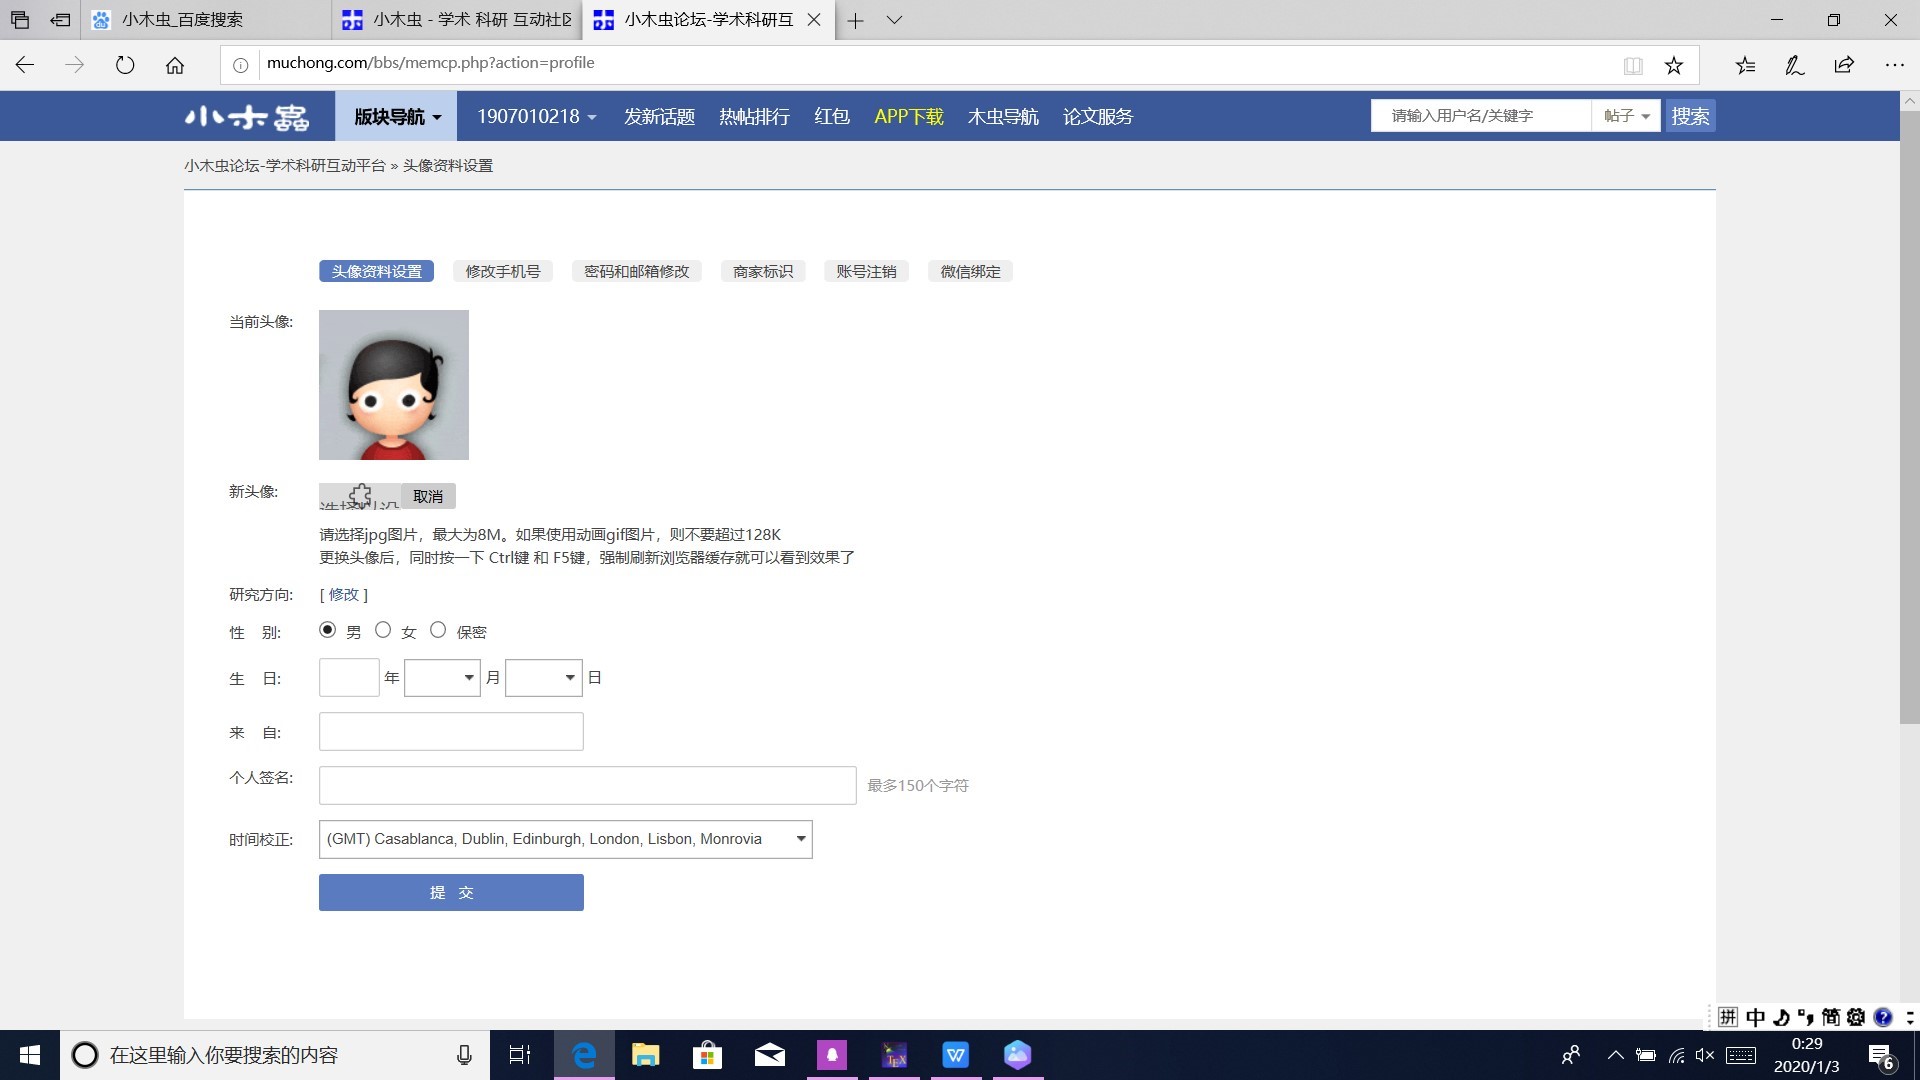 小木虫_百度搜索
小木虫 - 学术 科研 互动社区
小木虫论坛-学术科研互
muchong.com/bbs/memcp.php?action=profile
小木蟲 版块导航 1907010218 发新话题 热帖排行 红包 APP下载 木虫导航 论文服务 请输入用户名/关键字 帖子 搜索
小木虫论坛-学术科研互动平台 » 头像资料设置
头像资料设置 修改手机号 密码和邮箱修改 商家标识 账号注销 微信绑定
当前头像:
新头像: 取消
请选择jpg图片，最大为8M。如果使用动画gif图片，则不要超过128K
更换头像后，同时按一下 Ctrl键 和 F5键，强制刷新浏览器缓存就可以看到效果了
研究方向: [ 修改 ]
性 别: 男 女 保密
生 日: 年 月 日
来 自:
个人签名: 最多150个字符
时间校正: (GMT) Casablanca, Dublin, Edinburgh, London, Lisbon, Monrovia
提 交
拼 中 简
在这里输入你要搜索的内容
0:29
2020/1/3
6